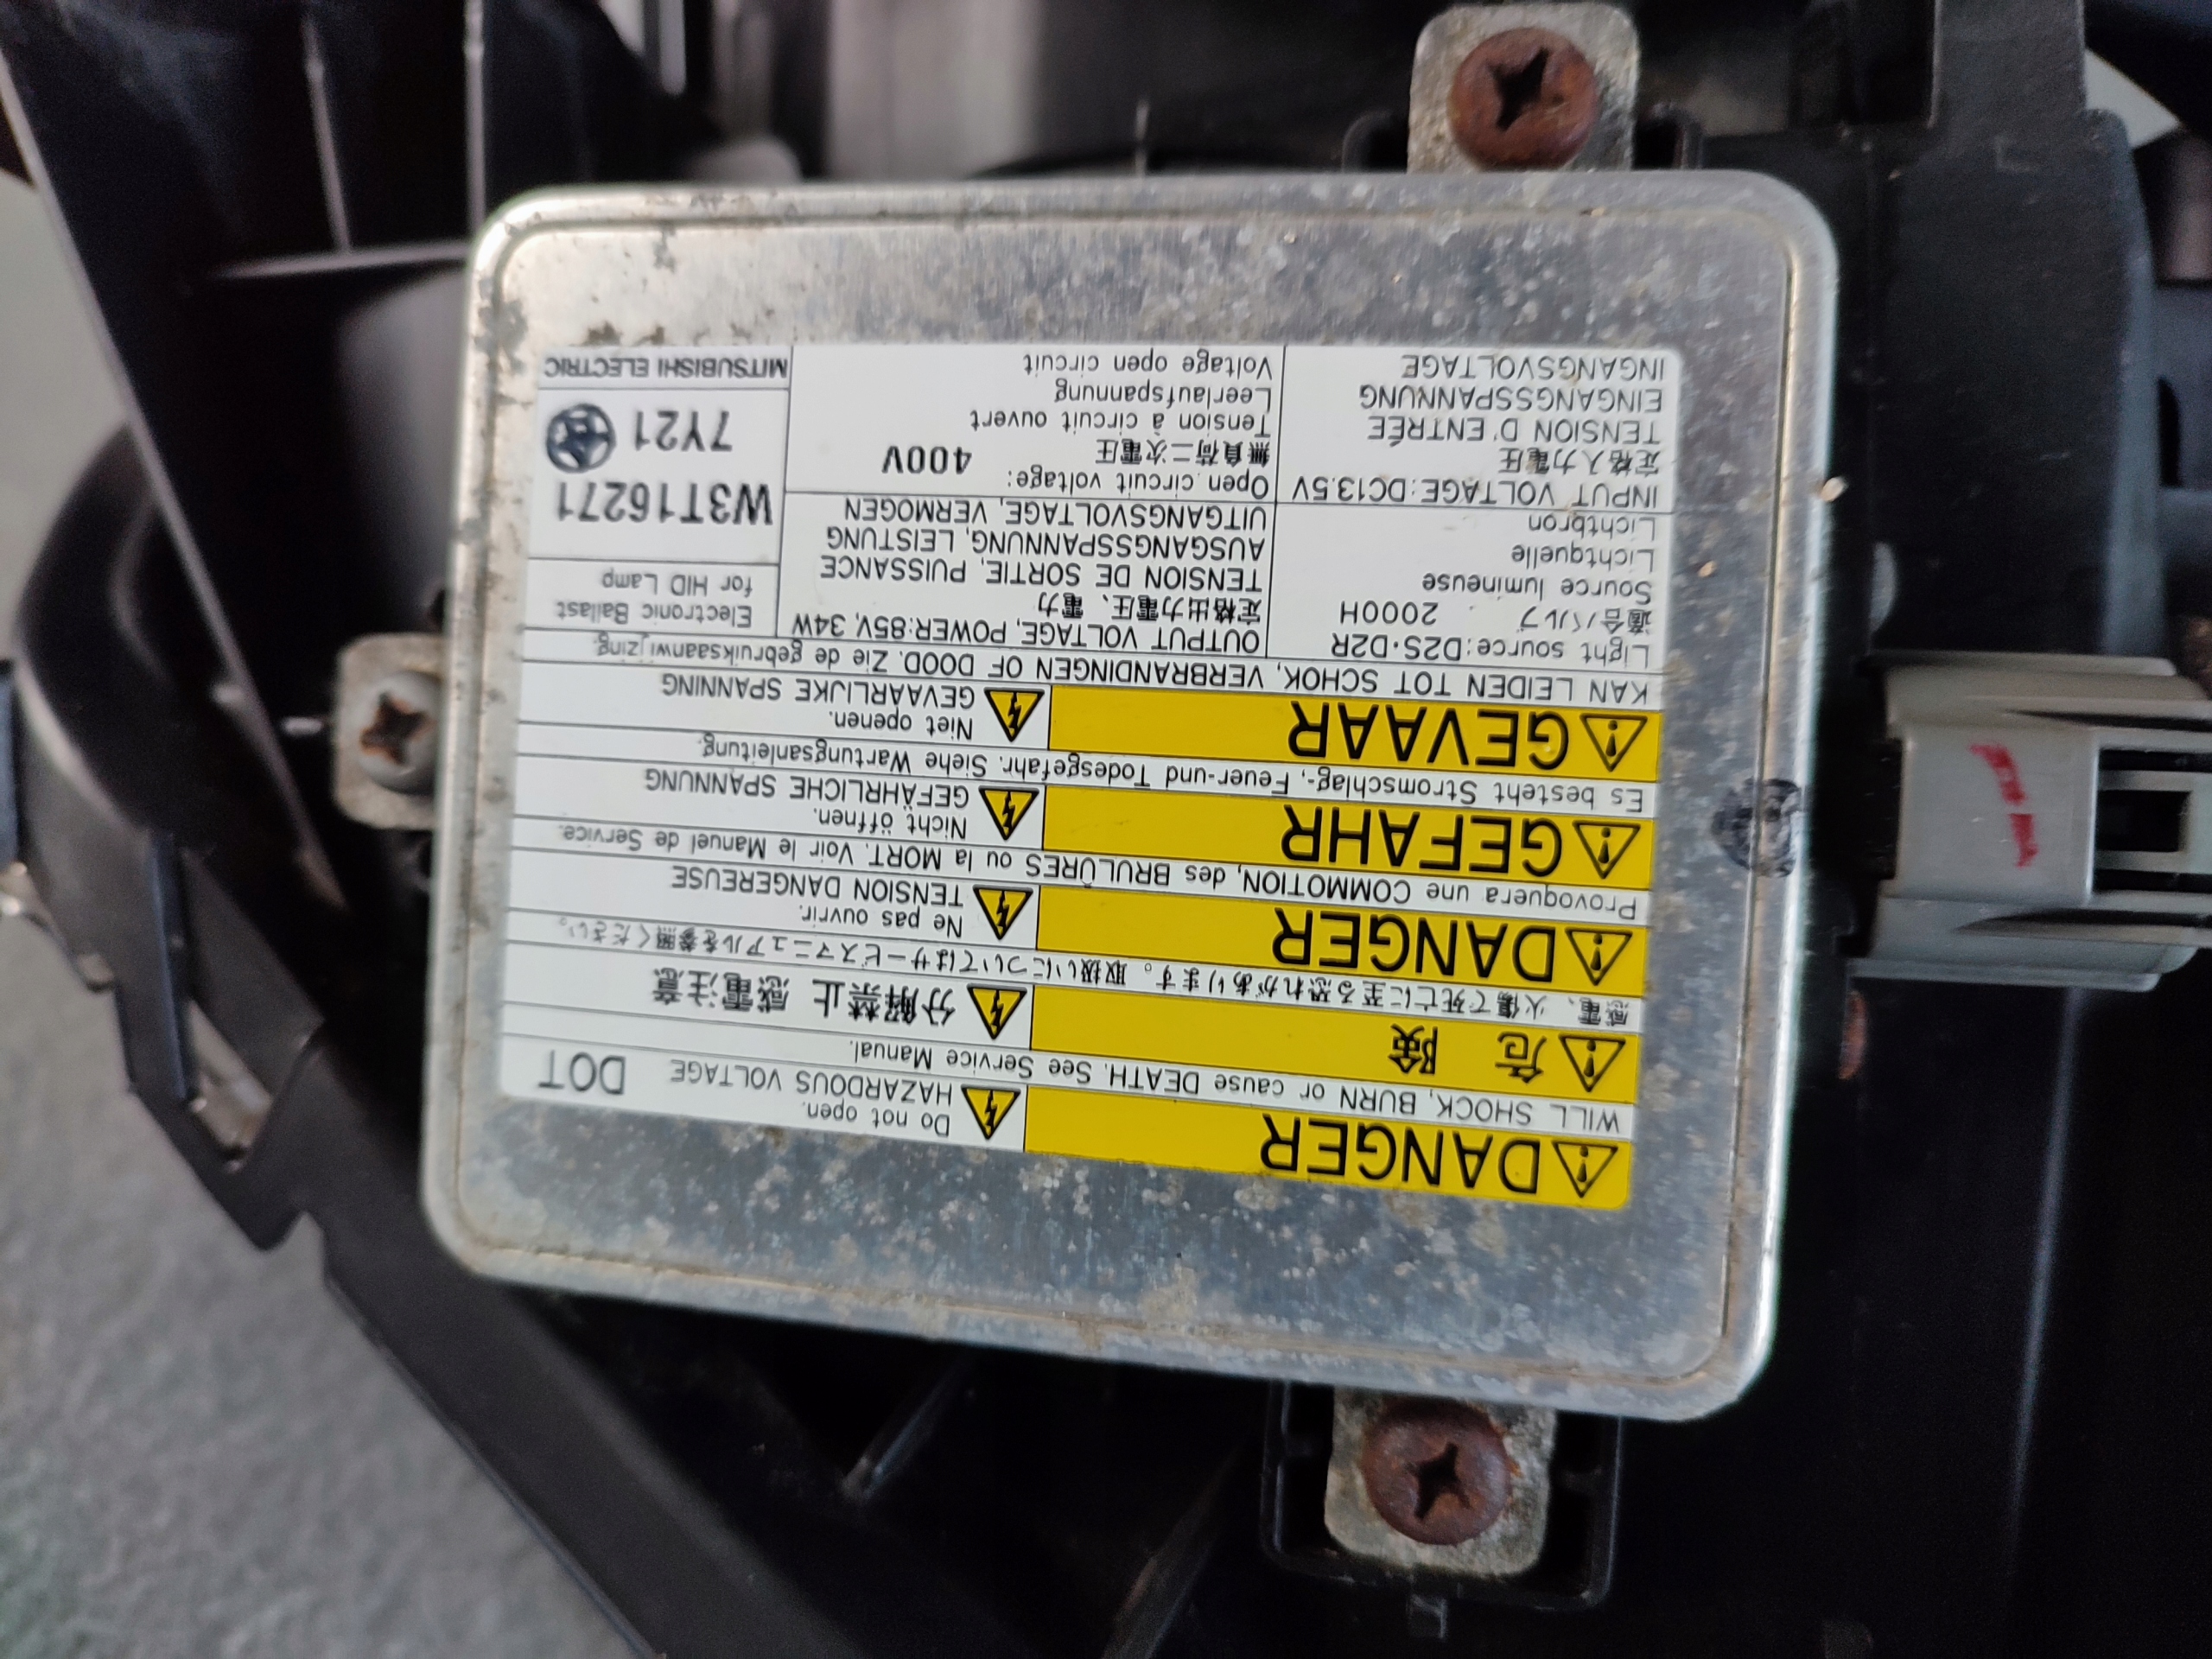 DANGER
Do not open.
HAZARDOUS VOLTAGE
DOT
WILL SHOCK, BURN or cause DEATH. See Service Manual.
危 険
分解禁止 感電注意
感電、火傷で死亡に至る恐れがあります。取扱いについてはサービスマニュアルを参照ください。
DANGER
Ne pas ouvrir.
TENSION DANGEREUSE
Provoquera une COMMOTION, des BRULÛRES ou la MORT. Voir le Manuel de Service.
GEFAHR
Nicht öffnen.
GEFÄHRLICHE SPANNUNG
Es besteht Stromschlag-, Feuer-und Todesgefahr. Siehe Wartungsanleitung.
GEVAAR
Niet openen.
GEVAARLIJKE SPANNING
KAN LEIDEN TOT SCHOK, VERBRANDINGEN OF DOOD. Zie de gebruiksaanwijzing.
Light source:D2S·D2R
適合バルブ 2000H
Source lumineuse
Lichtquelle
Lichtbron
OUTPUT VOLTAGE, POWER:85V, 34W
定格出力電圧、電力
TENSION DE SORTIE, PUISSANCE
AUSGANGSSPANNUNG, LEISTUNG
UITGANGSVOLTAGE, VERMOGEN
Electronic Ballast
for HID Lamp
W3T16271
7Y21
MITSUBISHI ELECTRIC
INPUT VOLTAGE:DC13.5V
定格入力電圧
TENSION D'ENTRÉE
EINGANGSSPANNUNG
INGANGSVOLTAGE
Open circuit voltage:
無負荷二次電圧 400V
Tension à circuit ouvert
Leerlaufspannung
Voltage open circuit